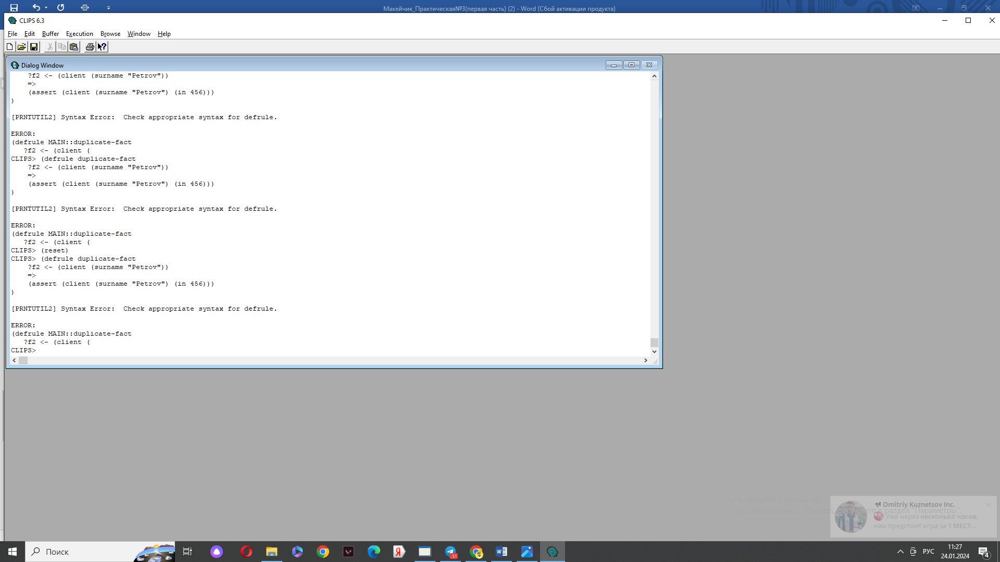 Макейчик_Практическая№3(первая часть) (2) - Word (Сбой активации продукта)
CLIPS 6.3
File Edit Buffer Execution Browse Window Help
Dialog Window
?f2 <- (client (surname "Petrov"))
=>
(assert (client (surname "Petrov") (in 456)))
)
[PRNTUTIL2] Syntax Error:  Check appropriate syntax for defrule.
ERROR:
(defrule MAIN::duplicate-fact
?f2 <- (client (
CLIPS> (defrule duplicate-fact
?f2 <- (client (surname "Petrov"))
=>
(assert (client (surname "Petrov") (in 456)))
)
[PRNTUTIL2] Syntax Error:  Check appropriate syntax for defrule.
ERROR:
(defrule MAIN::duplicate-fact
?f2 <- (client (
CLIPS> (reset)
CLIPS> (defrule duplicate-fact
?f2 <- (client (surname "Petrov"))
=>
(assert (client (surname "Petrov") (in 456)))
)
[PRNTUTIL2] Syntax Error:  Check appropriate syntax for defrule.
ERROR:
(defrule MAIN::duplicate-fact
?f2 <- (client (
CLIPS>
Dmitriy Kuznetsov Inc.
в раздел "Параметры".
Уже через несколько часов,
нам предстоит игра за 1 МЕСТ...
Поиск
51
РУС
11:27
24.01.2024
4